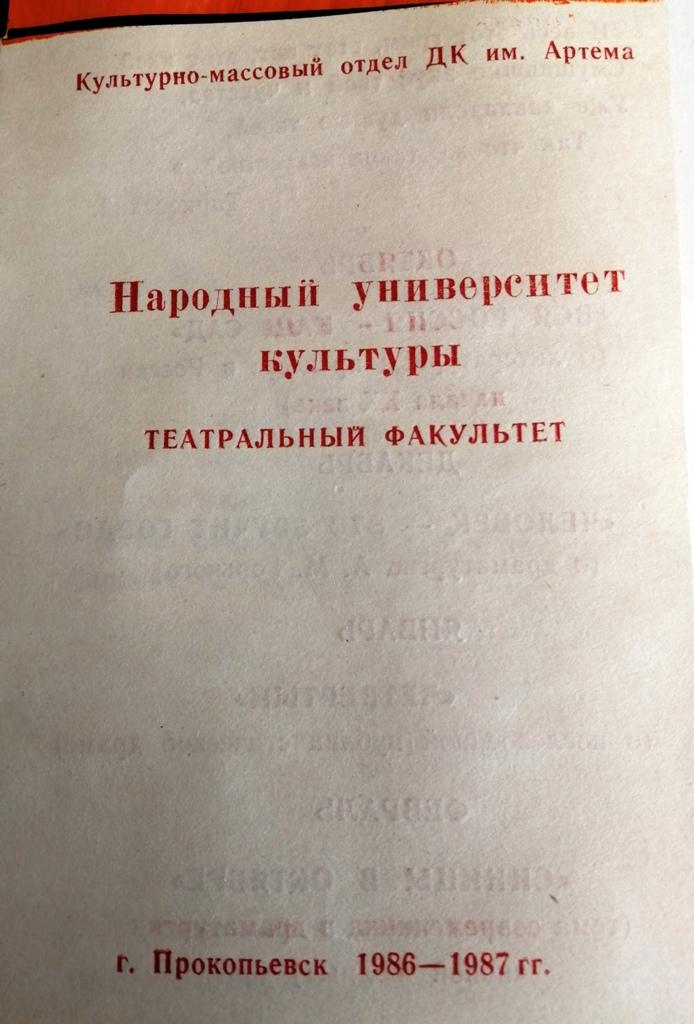 Культурно-массовый отдел ДК им. Артема
Народный университет
культуры
ТЕАТРАЛЬНЫЙ ФАКУЛЬТЕТ
г. Прокопьевск 1986—1987 гг.